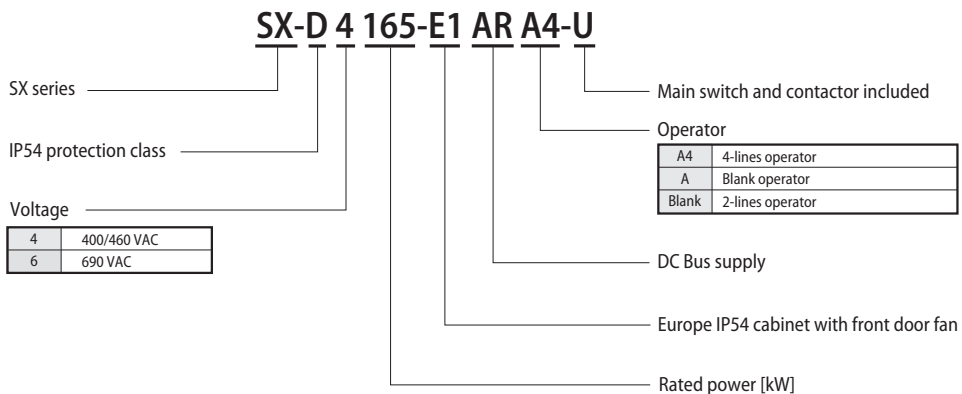 SX-D 4 165-E1 AR A4-U
SX series
IP54 protection class
Voltage
4 400/460 VAC
6 690 VAC
Main switch and contactor included
Operator
A4 4-lines operator
A Blank operator
Blank 2-lines operator
DC Bus supply
Europe IP54 cabinet with front door fan
Rated power [kW]